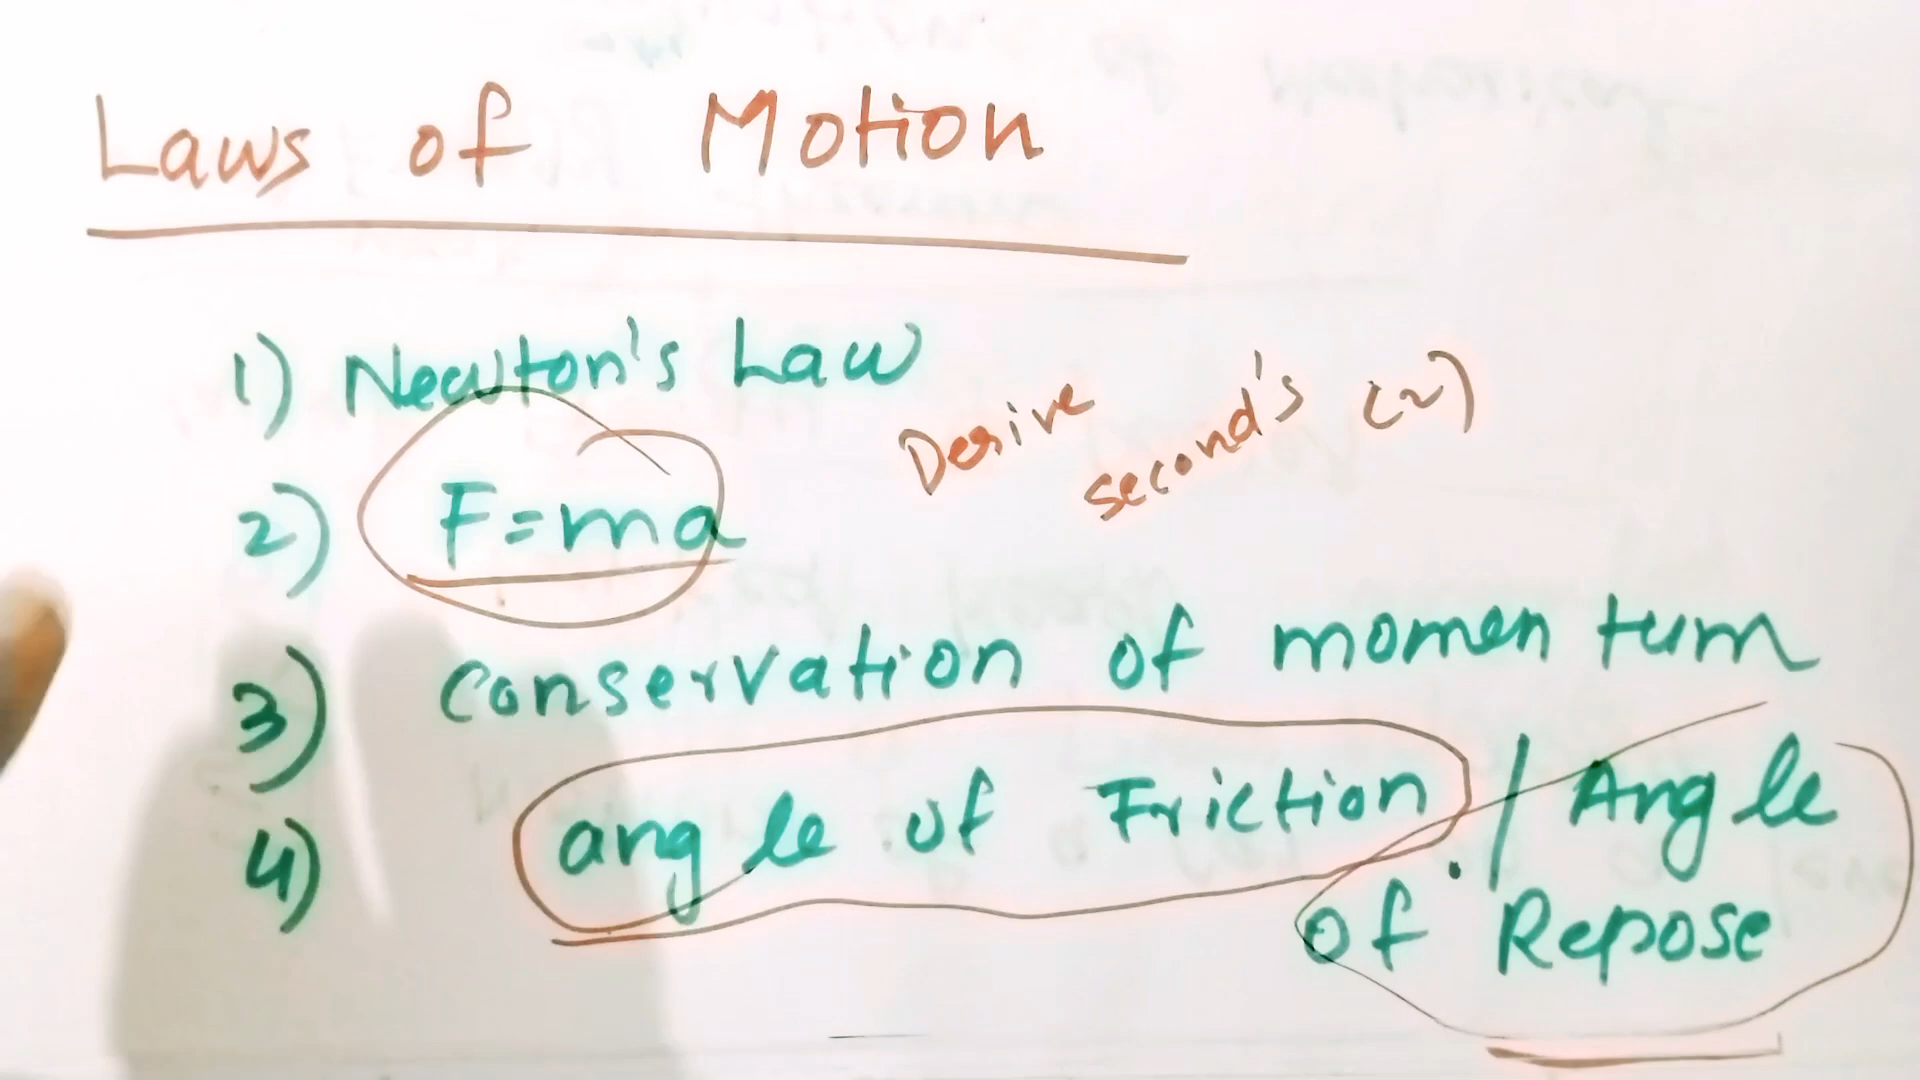 Laws of Motion
1) Newton's Law
Derive
second's (2)
2) F=ma
3) conservation of momentum
4) angle of Friction / Angle
of Repose